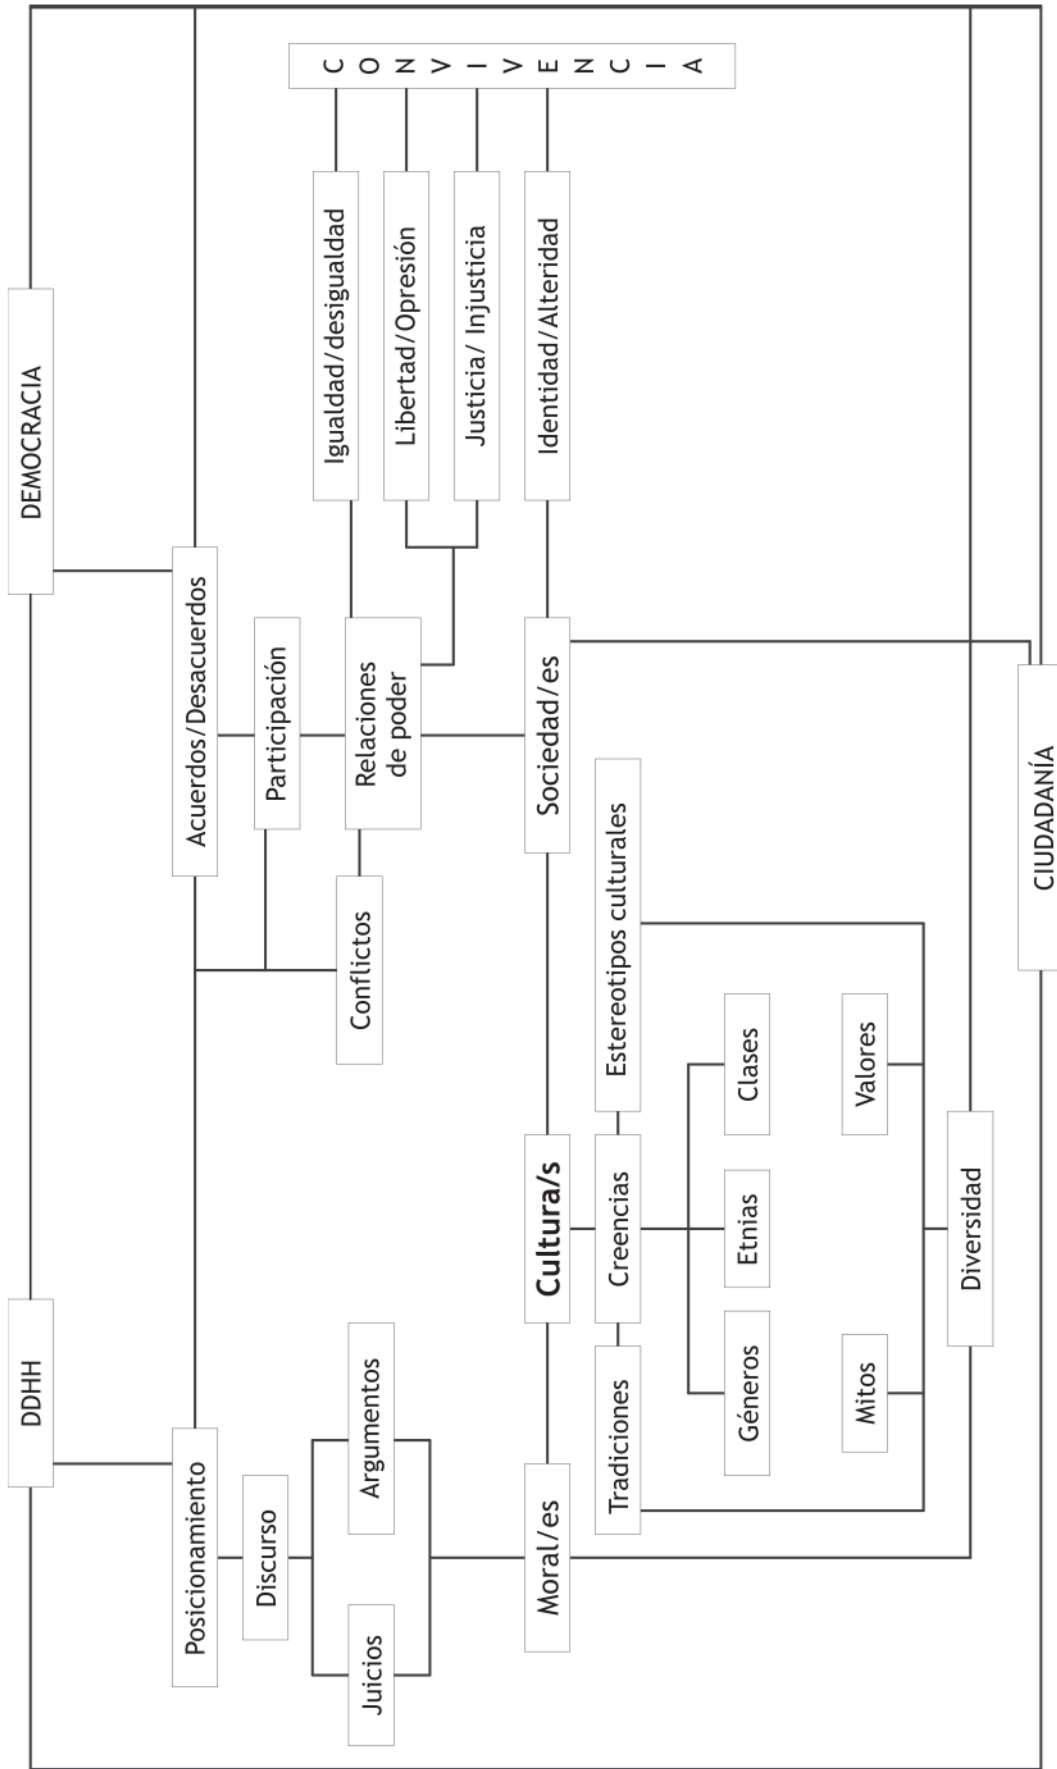 DDHH
DEMOCRACIA
Posicionamiento
Acuerdos/Desacuerdos
Discurso
Participación
Juicios
Argumentos
Conflictos
Relaciones
de poder
Igualdad/desigualdad
Libertad/Opresión
Justicia/ Injusticia
Identidad/Alteridad
C O N V I V E N C I A
Moral/es
Cultura/s
Sociedad/es
Tradiciones
Creencias
Estereotipos culturales
Géneros
Etnias
Clases
Mitos
Valores
Diversidad
CIUDADANÍA